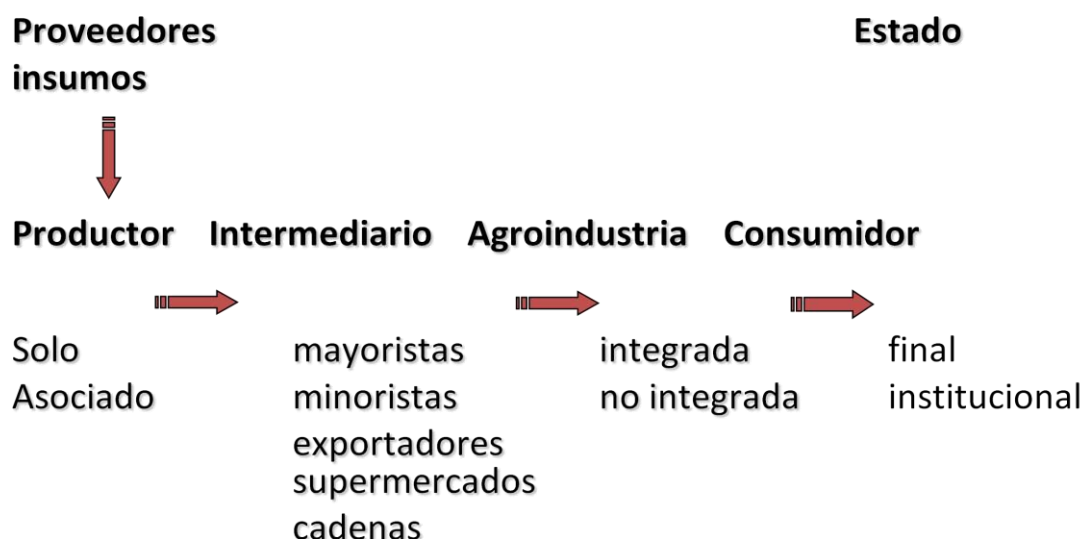 Proveedores Estado
insumos
Productor Intermediario Agroindustria Consumidor
Solo mayoristas integrada final
Asociado minoristas no integrada institucional
exportadores
supermercados
cadenas